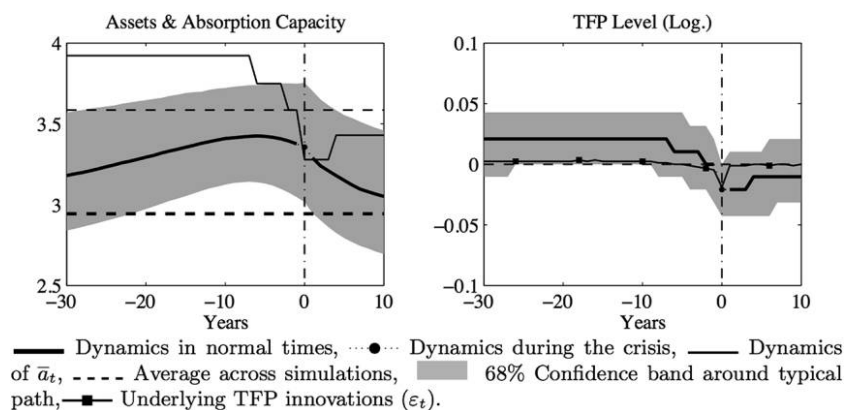 Assets & Absorption Capacity
4
3.5
3
2.5
−30 −20 −10 0 10
Years
TFP Level (Log.)
0.1
0.05
0
−0.05
−0.1
−30 −20 −10 0 10
Years
Dynamics in normal times, Dynamics during the crisis, Dynamics
of a̅ₜ, Average across simulations, 68% Confidence band around typical
path, Underlying TFP innovations (εₜ).